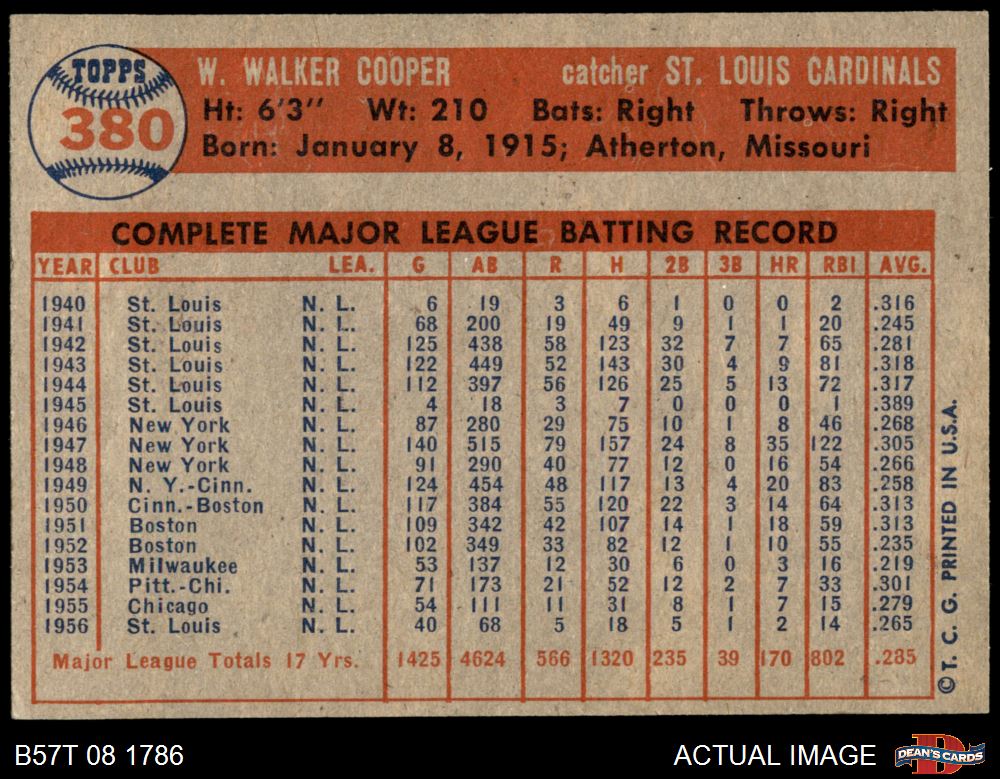 TOPPS
380
W. WALKER COOPER catcher ST. LOUIS CARDINALS
Ht: 6'3" Wt: 210 Bats: Right Throws: Right
Born: January 8, 1915; Atherton, Missouri
COMPLETE MAJOR LEAGUE BATTING RECORD
YEAR CLUB LEA. G AB R H 2B 3B HR RBI AVG.
1940 St. Louis N. L. 6 19 3 6 1 0 0 2 .316
1941 St. Louis N. L. 68 200 19 49 9 1 1 20 .245
1942 St. Louis N. L. 125 438 58 123 32 7 7 65 .281
1943 St. Louis N. L. 122 449 52 143 30 4 9 81 .318
1944 St. Louis N. L. 112 397 56 126 25 5 13 72 .317
1945 St. Louis N. L. 4 18 3 7 0 0 0 1 .389
1946 New York N. L. 87 280 29 75 10 1 8 46 .268
1947 New York N. L. 140 515 79 157 24 8 35 122 .305
1948 New York N. L. 91 290 40 77 12 0 16 54 .266
1949 N. Y.-Cinn. N. L. 124 454 48 117 13 4 20 83 .258
1950 Cinn.-Boston N. L. 117 384 55 120 22 3 14 64 .313
1951 Boston N. L. 109 342 42 107 14 1 18 59 .313
1952 Boston N. L. 102 349 33 82 12 1 10 55 .235
1953 Milwaukee N. L. 53 137 12 30 6 0 3 16 .219
1954 Pitt.-Chi. N. L. 71 173 21 52 12 2 7 33 .301
1955 Chicago N. L. 54 111 11 31 8 1 7 15 .279
1956 St. Louis N. L. 40 68 5 18 5 1 2 14 .265
Major League Totals 17 Yrs. 1425 4624 566 1320 235 39 170 802 .285
© T. C. G. PRINTED IN U.S.A.
B57T 08 1786 ACTUAL IMAGE
DEAN'S CARDS